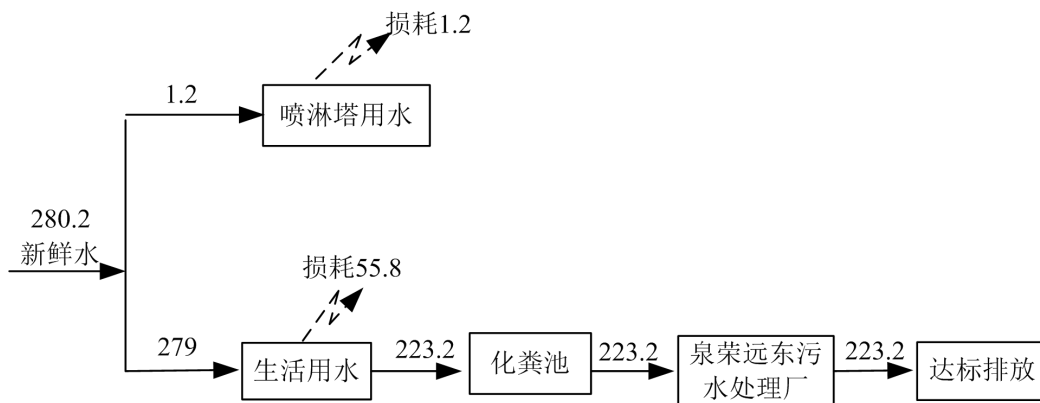 损耗1.2
1.2
喷淋塔用水
280.2
新鲜水
损耗55.8
279
生活用水
223.2
化粪池
223.2
泉荣远东污
水处理厂
223.2
达标排放